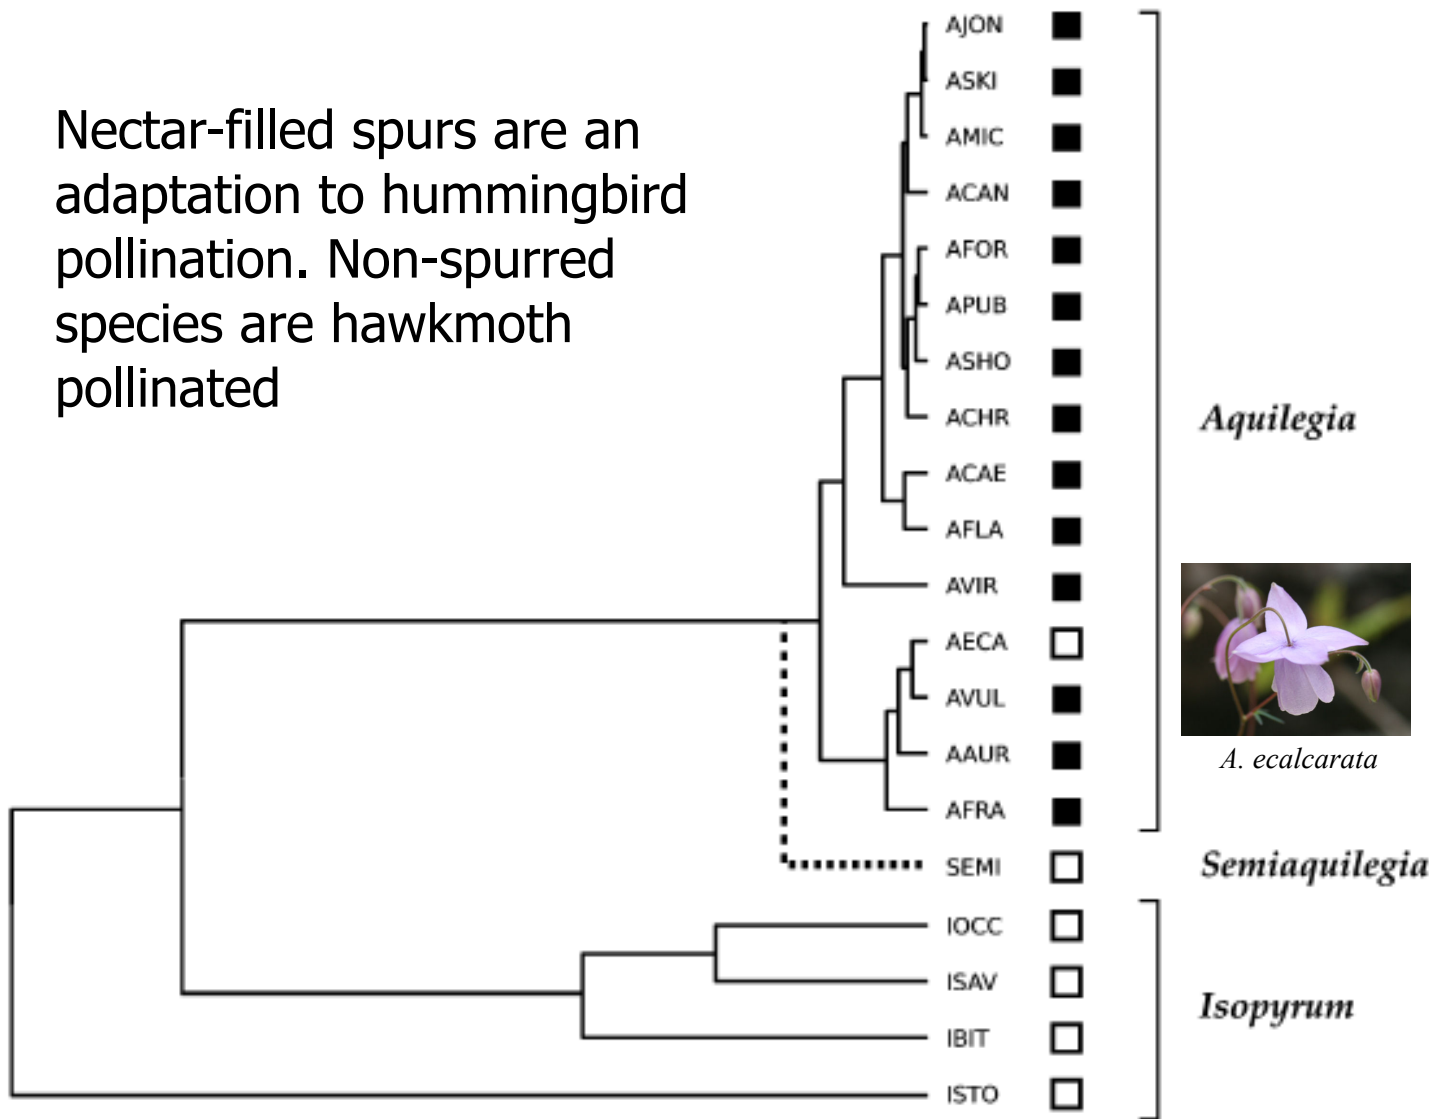 Nectar-filled spurs are an
adaptation to hummingbird
pollination. Non-spurred
species are hawkmoth
pollinated
AJON
ASKI
AMIC
ACAN
AFOR
APUB
ASHO
ACHR
ACAE
AFLA
AVIR
AECA
AVUL
AAUR
AFRA
SEMI
IOCC
ISAV
IBIT
ISTO
Aquilegia
A. ecalcarata
Semiaquilegia
Isopyrum